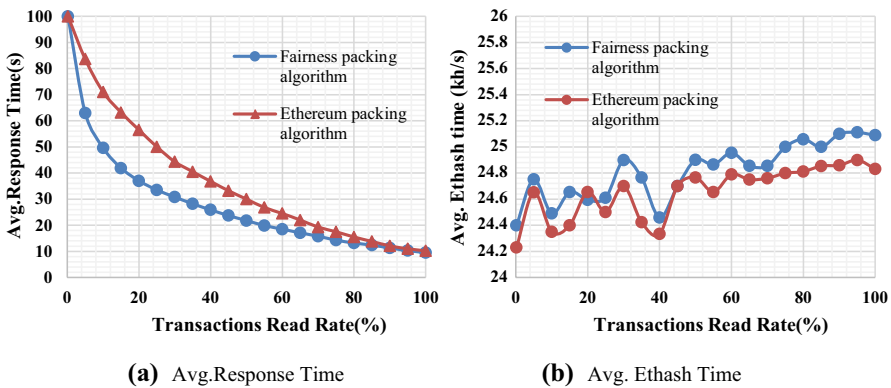 100
90
80
70
60
50
40
30
20
10
0
Avg.Response Time(s)
Fairness packing
algorithm
Ethereum packing
algorithm
0 20 40 60 80 100
Transactions Read Rate(%)
(a) Avg.Response Time
26
25.8
25.6
25.4
25.2
25
24.8
24.6
24.4
24.2
24
Avg. Ethash time (kh/s)
Fairness packing
algorithm
Ethereum packing
algorithm
0 20 40 60 80 100
Transactions Read Rate(%)
(b) Avg. Ethash Time